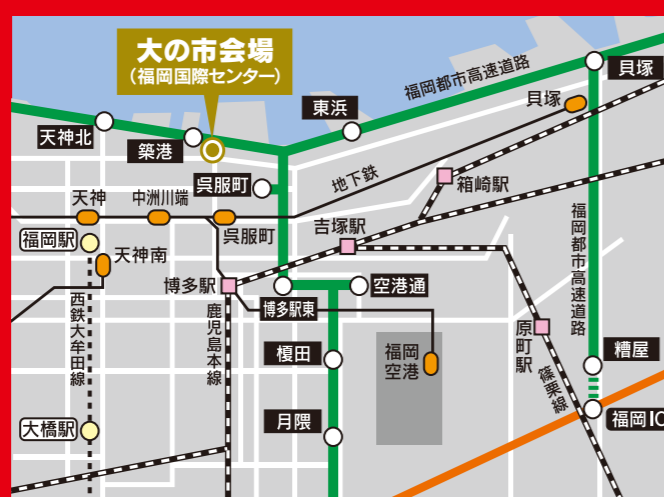 大の市会場
(福岡国際センター)
福岡都市高速道路
貝塚
貝塚
東浜
天神北
築港
呉服町
地下鉄
箱崎駅
天神
中洲川端
呉服町
吉塚駅
福岡駅
天神南
福岡都市高速道路
博多駅
空港通
西鉄大牟田線
鹿児島本線
博多駅東
原町駅
榎田
福岡
空港
糟屋
篠栗線
大橋駅
月隈
福岡IC